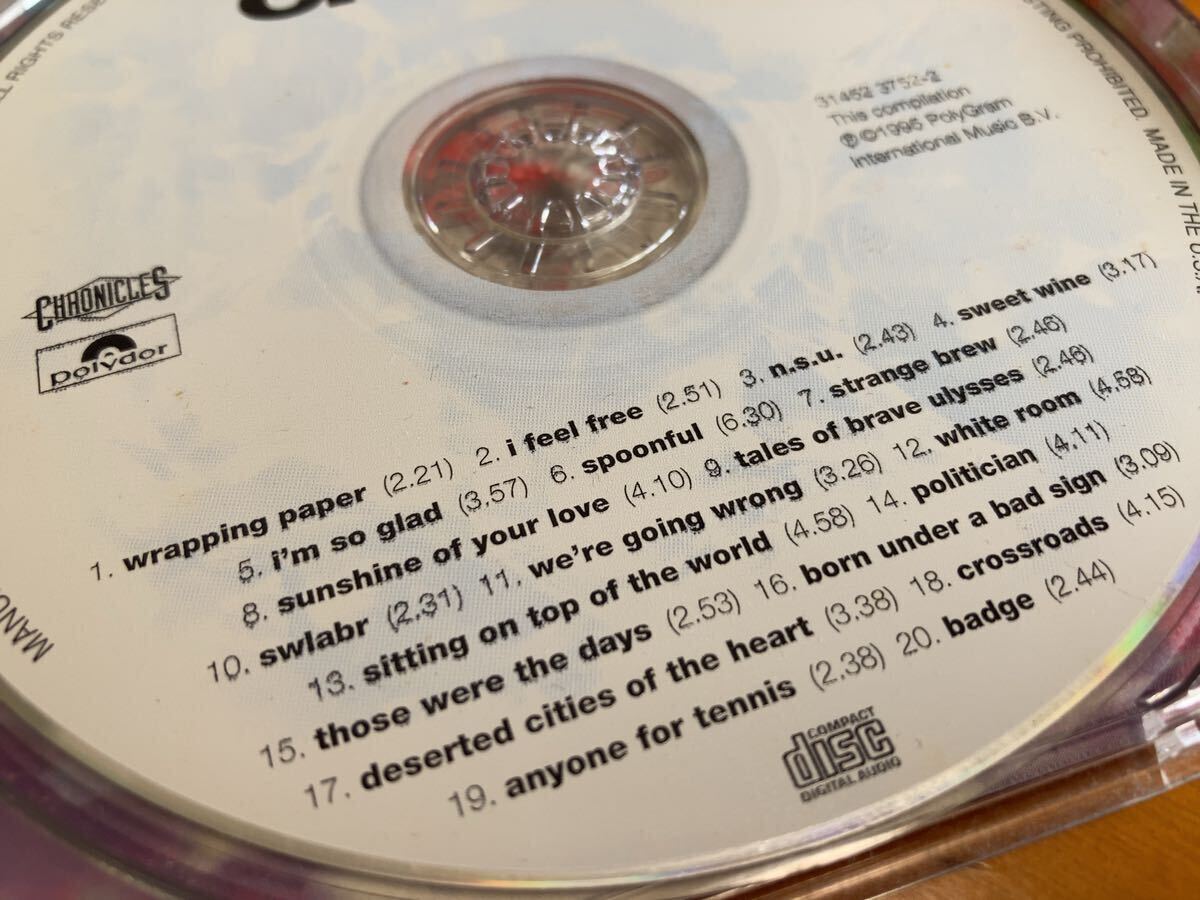 ALL RIGHTS RESE
STING PROHIBITED. MADE IN THE U.S.A.
31452 3752-2
This compilation
℗©1995 PolyGram
International Music B.V.
CHRONICLES
polydor
1. wrapping paper (2.21) 2. i feel free (2.51) 3. n.s.u. (2.43) 4. sweet wine (3.17)
5. i'm so glad (3.57) 6. spoonful (6.30) 7. strange brew (2.46)
8. sunshine of your love (4.10) 9. tales of brave ulysses (2.46)
10. swlabr (2.31) 11. we're going wrong (3.26) 12. white room (4.58)
13. sitting on top of the world (4.58) 14. politician (4.11)
15. those were the days (2.53) 16. born under a bad sign (3.09)
17. deserted cities of the heart (3.38) 18. crossroads (4.15)
19. anyone for tennis (2.38) 20. badge (2.44)
COMPACT
disc
DIGITAL AUDIO